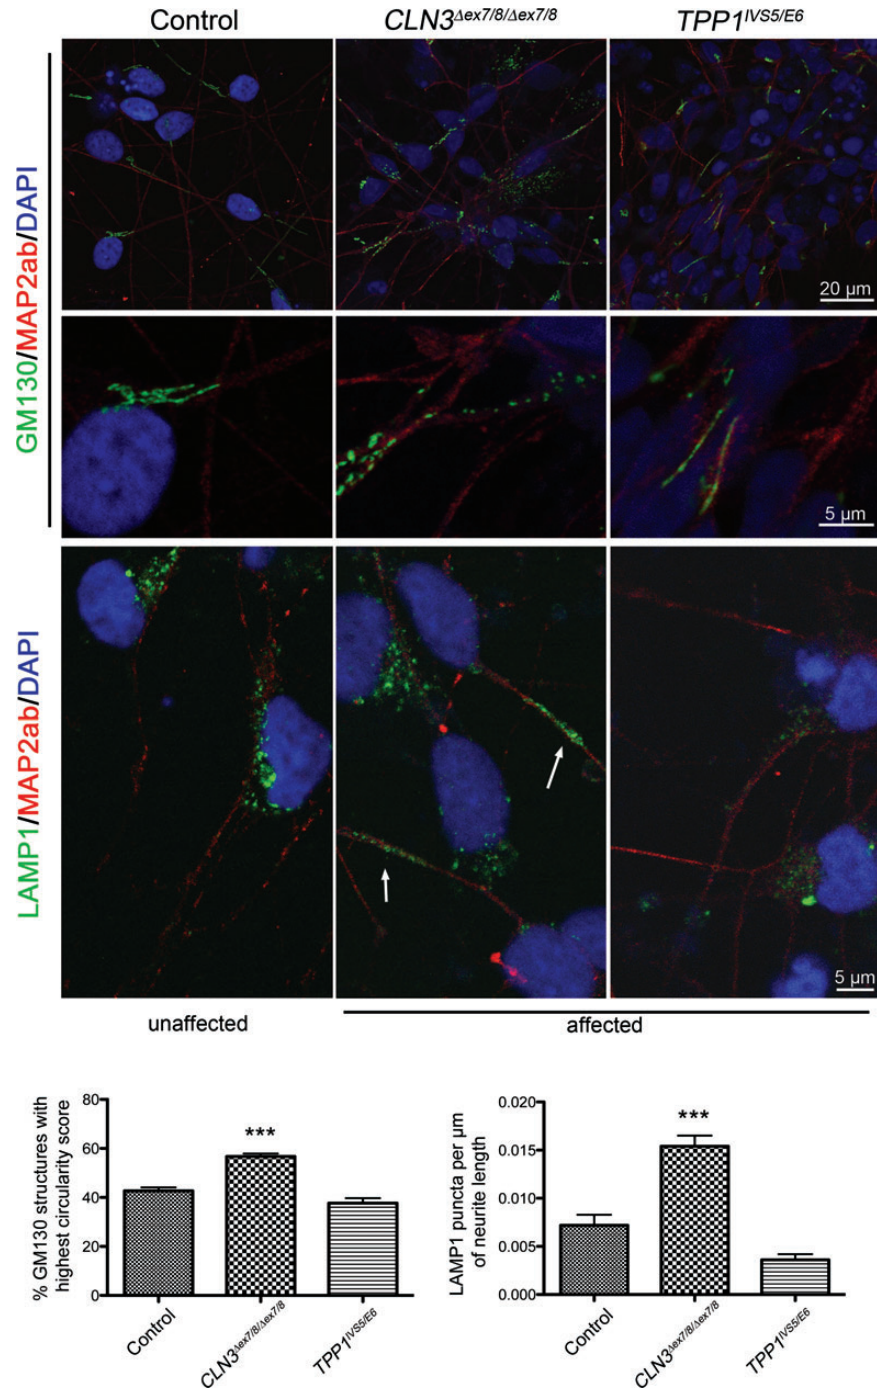 Control CLN3Δex7/8/Δex7/8 TPP1IVS5/E6
GM130/MAP2ab/DAPI
20 µm
5 µm
LAMP1/MAP2ab/DAPI
5 µm
unaffected affected
% GM130 structures with
highest circularity score
80
60
40
20
0
***
Control
CLN3Δex7/8/Δex7/8
TPP1IVS5/E6
LAMP1 puncta per µm
of neurite length
0.020
0.015
0.010
0.005
0.000
***
Control
CLN3Δex7/8/Δex7/8
TPP1IVS5/E6